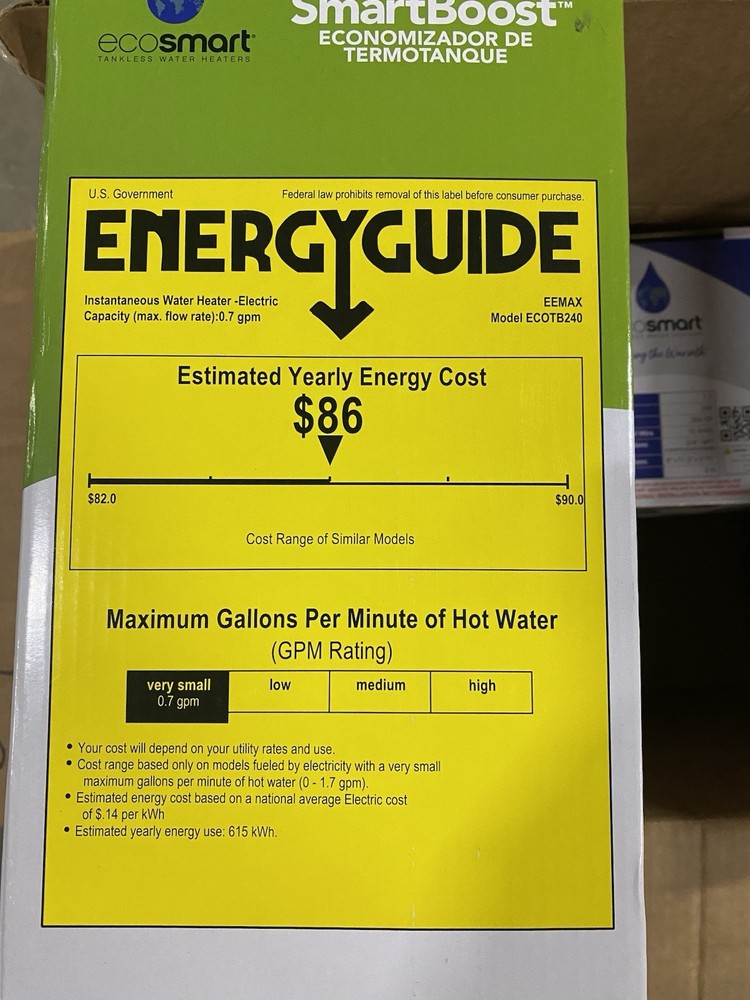 SmartBoost™
ECONOMIZADOR DE
TERMOTANQUE
ecosmart
TANKLESS WATER HEATERS
U.S. Government
Federal law prohibits removal of this label before consumer purchase.
ENERGYGUIDE
Instantaneous Water Heater -Electric
Capacity (max. flow rate):0.7 gpm
EEMAX
Model ECOTB240
Estimated Yearly Energy Cost
$86
$82.0
$90.0
Cost Range of Similar Models
Maximum Gallons Per Minute of Hot Water
(GPM Rating)
very small
0.7 gpm
low
medium
high
• Your cost will depend on your utility rates and use.
• Cost range based only on models fueled by electricity with a very small
maximum gallons per minute of hot water (0 - 1.7 gpm).
• Estimated energy cost based on a national average Electric cost
of $.14 per kWh
• Estimated yearly energy use: 615 kWh.
osmart